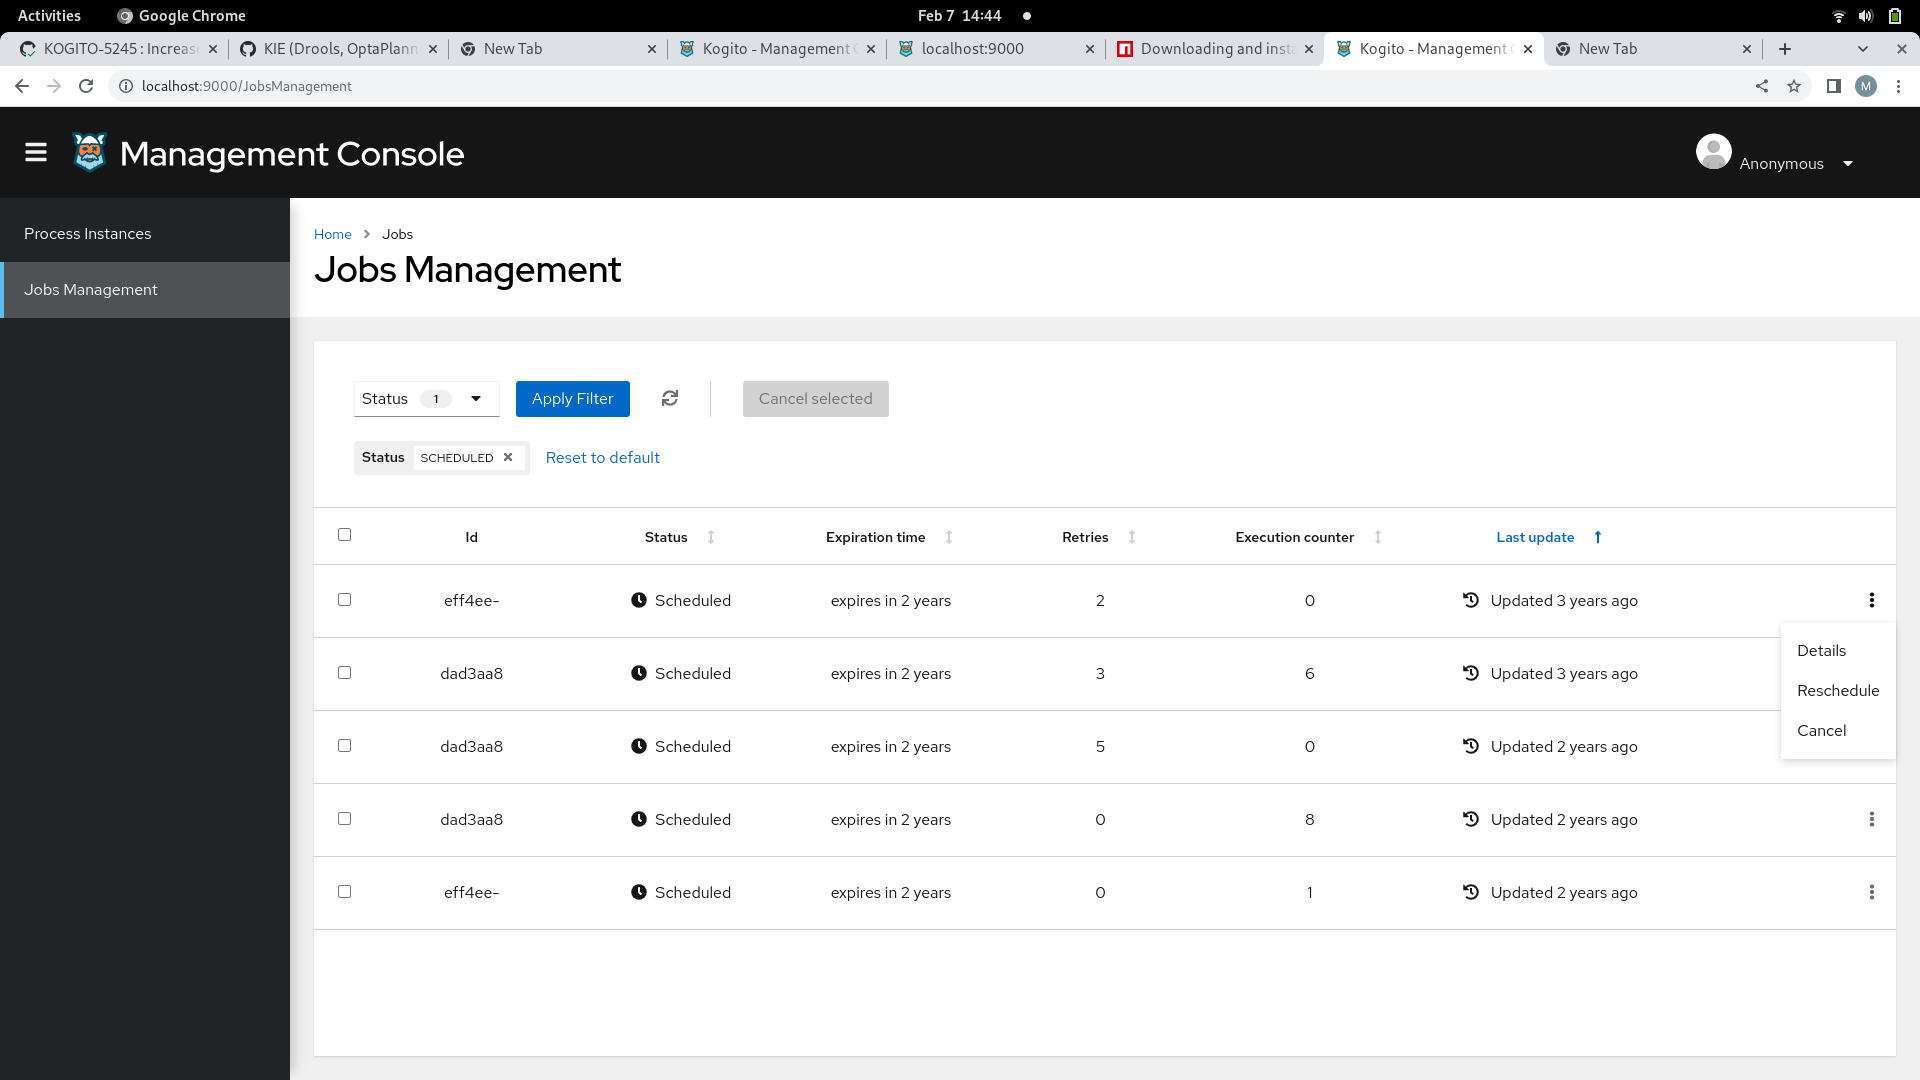 Activities Google Chrome Feb 7 14:44
KOGITO-5245 : Increas KIE (Drools, OptaPlann New Tab Kogito - Management C localhost:9000 Downloading and insta Kogito - Management C New Tab
localhost:9000/JobsManagement M
Management Console Anonymous
Process Instances
Jobs Management
Home Jobs
Jobs Management
Status 1 Apply Filter Cancel selected
Status SCHEDULED Reset to default
Id Status Expiration time Retries Execution counter Last update
eff4ee- Scheduled expires in 2 years 2 0 Updated 3 years ago
Details
dad3aa8 Scheduled expires in 2 years 3 6 Updated 3 years ago
Reschedule
Cancel
dad3aa8 Scheduled expires in 2 years 5 0 Updated 2 years ago
dad3aa8 Scheduled expires in 2 years 0 8 Updated 2 years ago
eff4ee- Scheduled expires in 2 years 0 1 Updated 2 years ago